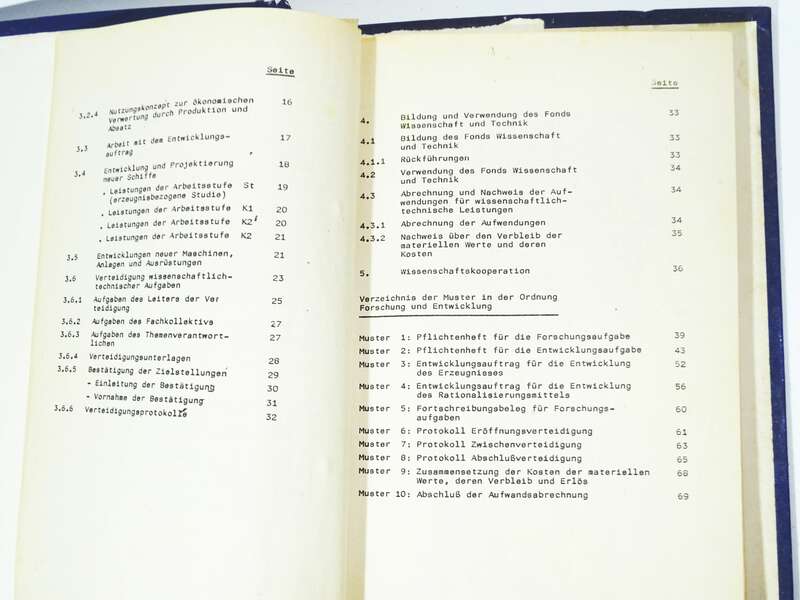 Seite
3.2.4 Nutzungskonzept zur ökonomischen 16
Verwertung durch Produktion und
Absatz
3.3 Arbeit mit dem Entwicklungs- 17
auftrag
3.4 Entwicklung und Projektierung 18
neuer Schiffe
. Leistungen der Arbeitsstufe St 19
(erzeugnisbezogene Studie)
. Leistungen der Arbeitsstufe K1 20
. Leistungen der Arbeitsstufe K2' 20
. Leistungen der Arbeitsstufe K2 21
3.5 Entwicklungen neuer Maschinen, 21
Anlagen und Ausrüstungen
3.6 Verteidigung wissenschaftlich- 23
technischer Aufgaben
3.6.1 Aufgaben des Leiters der Ver 25
teidigung
3.6.2 Aufgaben des Fachkollektivs 27
3.6.3 Aufgaben des Themenverantwort- 27
lichen
3.6.4 Verteidigungsunterlagen 28
3.6.5 Bestätigung der Zielstellungen 29
- Einleitung der Bestätigung 30
- Vornahme der Bestätigung 31
3.6.6 Verteidigungsprotokolle 32
Seite
4. Bildung und Verwendung des Fonds 33
Wissenschaft und Technik
4.1 Bildung des Fonds Wissenschaft 33
und Technik
4.1.1 Rückführungen 33
4.2 Verwendung des Fonds Wissenschaft 34
und Technik
4.3 Abrechnung und Nachweis der Auf- 34
wendungen für wissenschaftlich-
technische Leistungen
4.3.1 Abrechnung der Aufwendungen 34
4.3.2 Nachweis über den Verbleib der 35
materiellen Werte und deren
Kosten
5. Wissenschaftskooperation 36
Verzeichnis der Muster in der Ordnung
Forschung und Entwicklung
Muster 1: Pflichtenheft für die Forschungsaufgabe 39
Muster 2: Pflichtenheft für die Entwicklungsaufgabe 43
Muster 3: Entwicklungsauftrag für die Entwicklung 52
des Erzeugnisses
Muster 4: Entwicklungsauftrag für die Entwicklung 56
des Rationalisierungsmittels
Muster 5: Fortschreibungsbeleg für Forschungs- 60
aufgaben
Muster 6: Protokoll Eröffnungsverteidigung 61
Muster 7: Protokoll Zwischenverteidigung 63
Muster 8: Protokoll Abschlußverteidigung 65
Muster 9: Zusammensetzung der Kosten der materiellen 68
Werte, deren Verbleib und Erlös
Muster 10: Abschluß der Aufwandsabrechnung 69